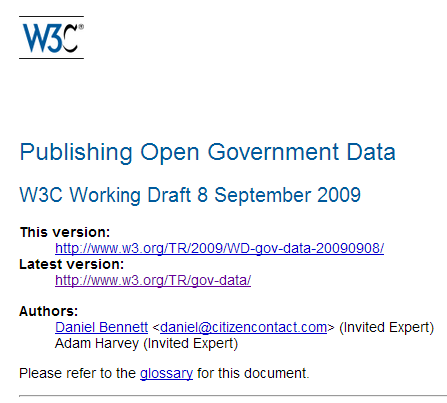 W3C®
Publishing Open Government Data
W3C Working Draft 8 September 2009
This version:
http://www.w3.org/TR/2009/WD-gov-data-20090908/
Latest version:
http://www.w3.org/TR/gov-data/
Authors:
Daniel Bennett <daniel@citizencontact.com> (Invited Expert)
Adam Harvey (Invited Expert)
Please refer to the glossary for this document.